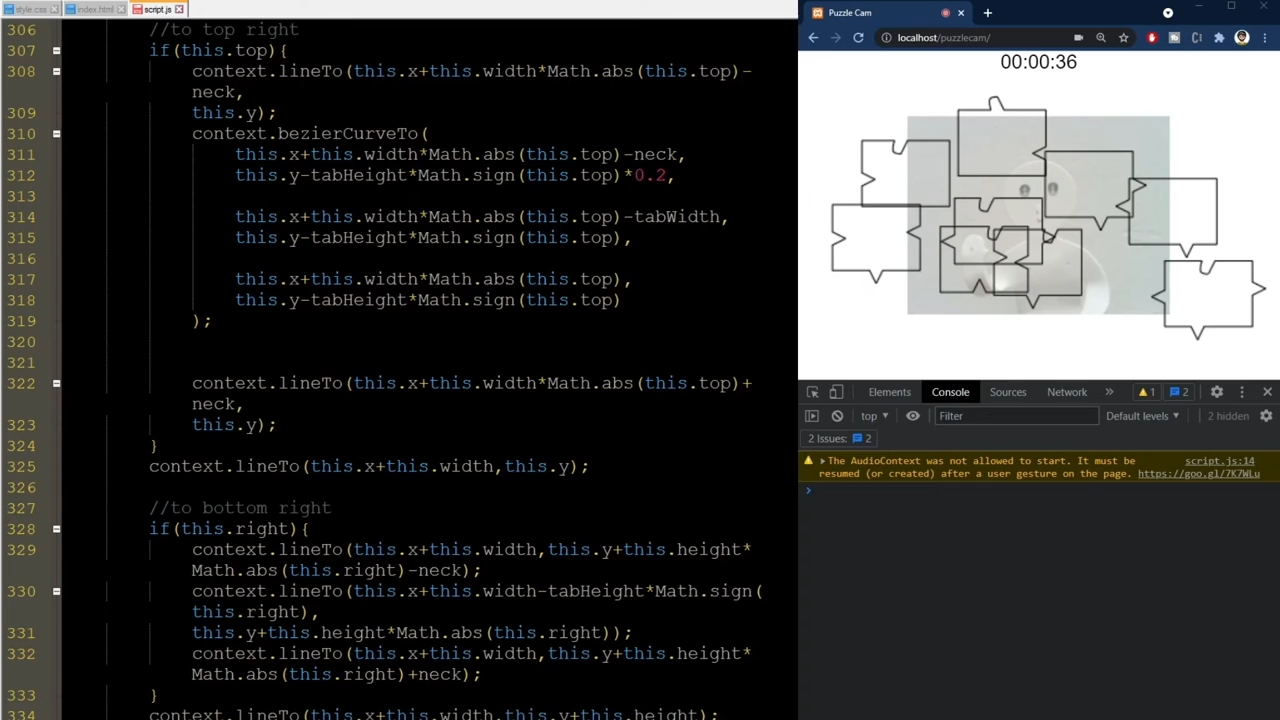 style.css
index.html
script.js
306 //to top right
307 if(this.top){
308 context.lineTo(this.x+this.width*Math.abs(this.top)-
neck,
309 this.y);
310 context.bezierCurveTo(
311 this.x+this.width*Math.abs(this.top)-neck,
312 this.y-tabHeight*Math.sign(this.top)*0.2,
313
314 this.x+this.width*Math.abs(this.top)-tabWidth,
315 this.y-tabHeight*Math.sign(this.top),
316
317 this.x+this.width*Math.abs(this.top),
318 this.y-tabHeight*Math.sign(this.top)
319 );
320
321
322 context.lineTo(this.x+this.width*Math.abs(this.top)+
neck,
323 this.y);
324 }
325 context.lineTo(this.x+this.width,this.y);
326
327 //to bottom right
328 if(this.right){
329 context.lineTo(this.x+this.width,this.y+this.height*
Math.abs(this.right)-neck);
330 context.lineTo(this.x+this.width-tabHeight*Math.sign(
this.right),
331 this.y+this.height*Math.abs(this.right));
332 context.lineTo(this.x+this.width,this.y+this.height*
Math.abs(this.right)+neck);
333 }
334 context.lineTo(this.x+this.width,this.y+this.height);
Puzzle Cam
localhost/puzzlecam/
00:00:36
Elements Console Sources Network » 1 2
top Filter Default levels 2 hidden
2 Issues: 2
The AudioContext was not allowed to start. It must be script.js:14
resumed (or created) after a user gesture on the page. https://goo.gl/7K7WLu